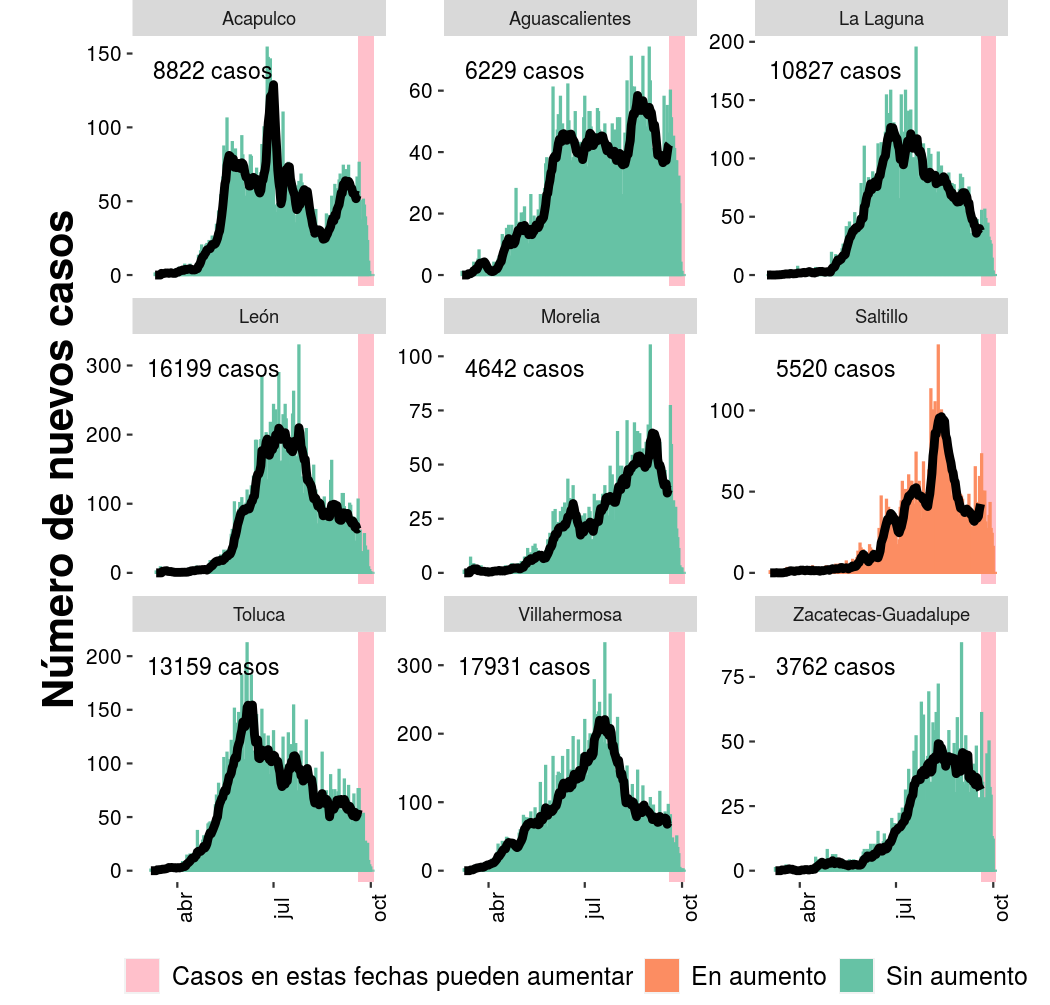 Número de nuevos casos
Acapulco
150
100
50
0
8822 casos
Aguascalientes
60
40
20
0
6229 casos
La Laguna
200
150
100
50
0
10827 casos
León
300
200
100
0
16199 casos
Morelia
100
75
50
25
0
4642 casos
Saltillo
100
50
0
5520 casos
Toluca
200
150
100
50
0
13159 casos
abr
jul
oct
Villahermosa
300
200
100
0
17931 casos
abr
jul
oct
Zacatecas-Guadalupe
75
50
25
0
3762 casos
abr
jul
oct
Casos en estas fechas pueden aumentar
En aumento
Sin aumento